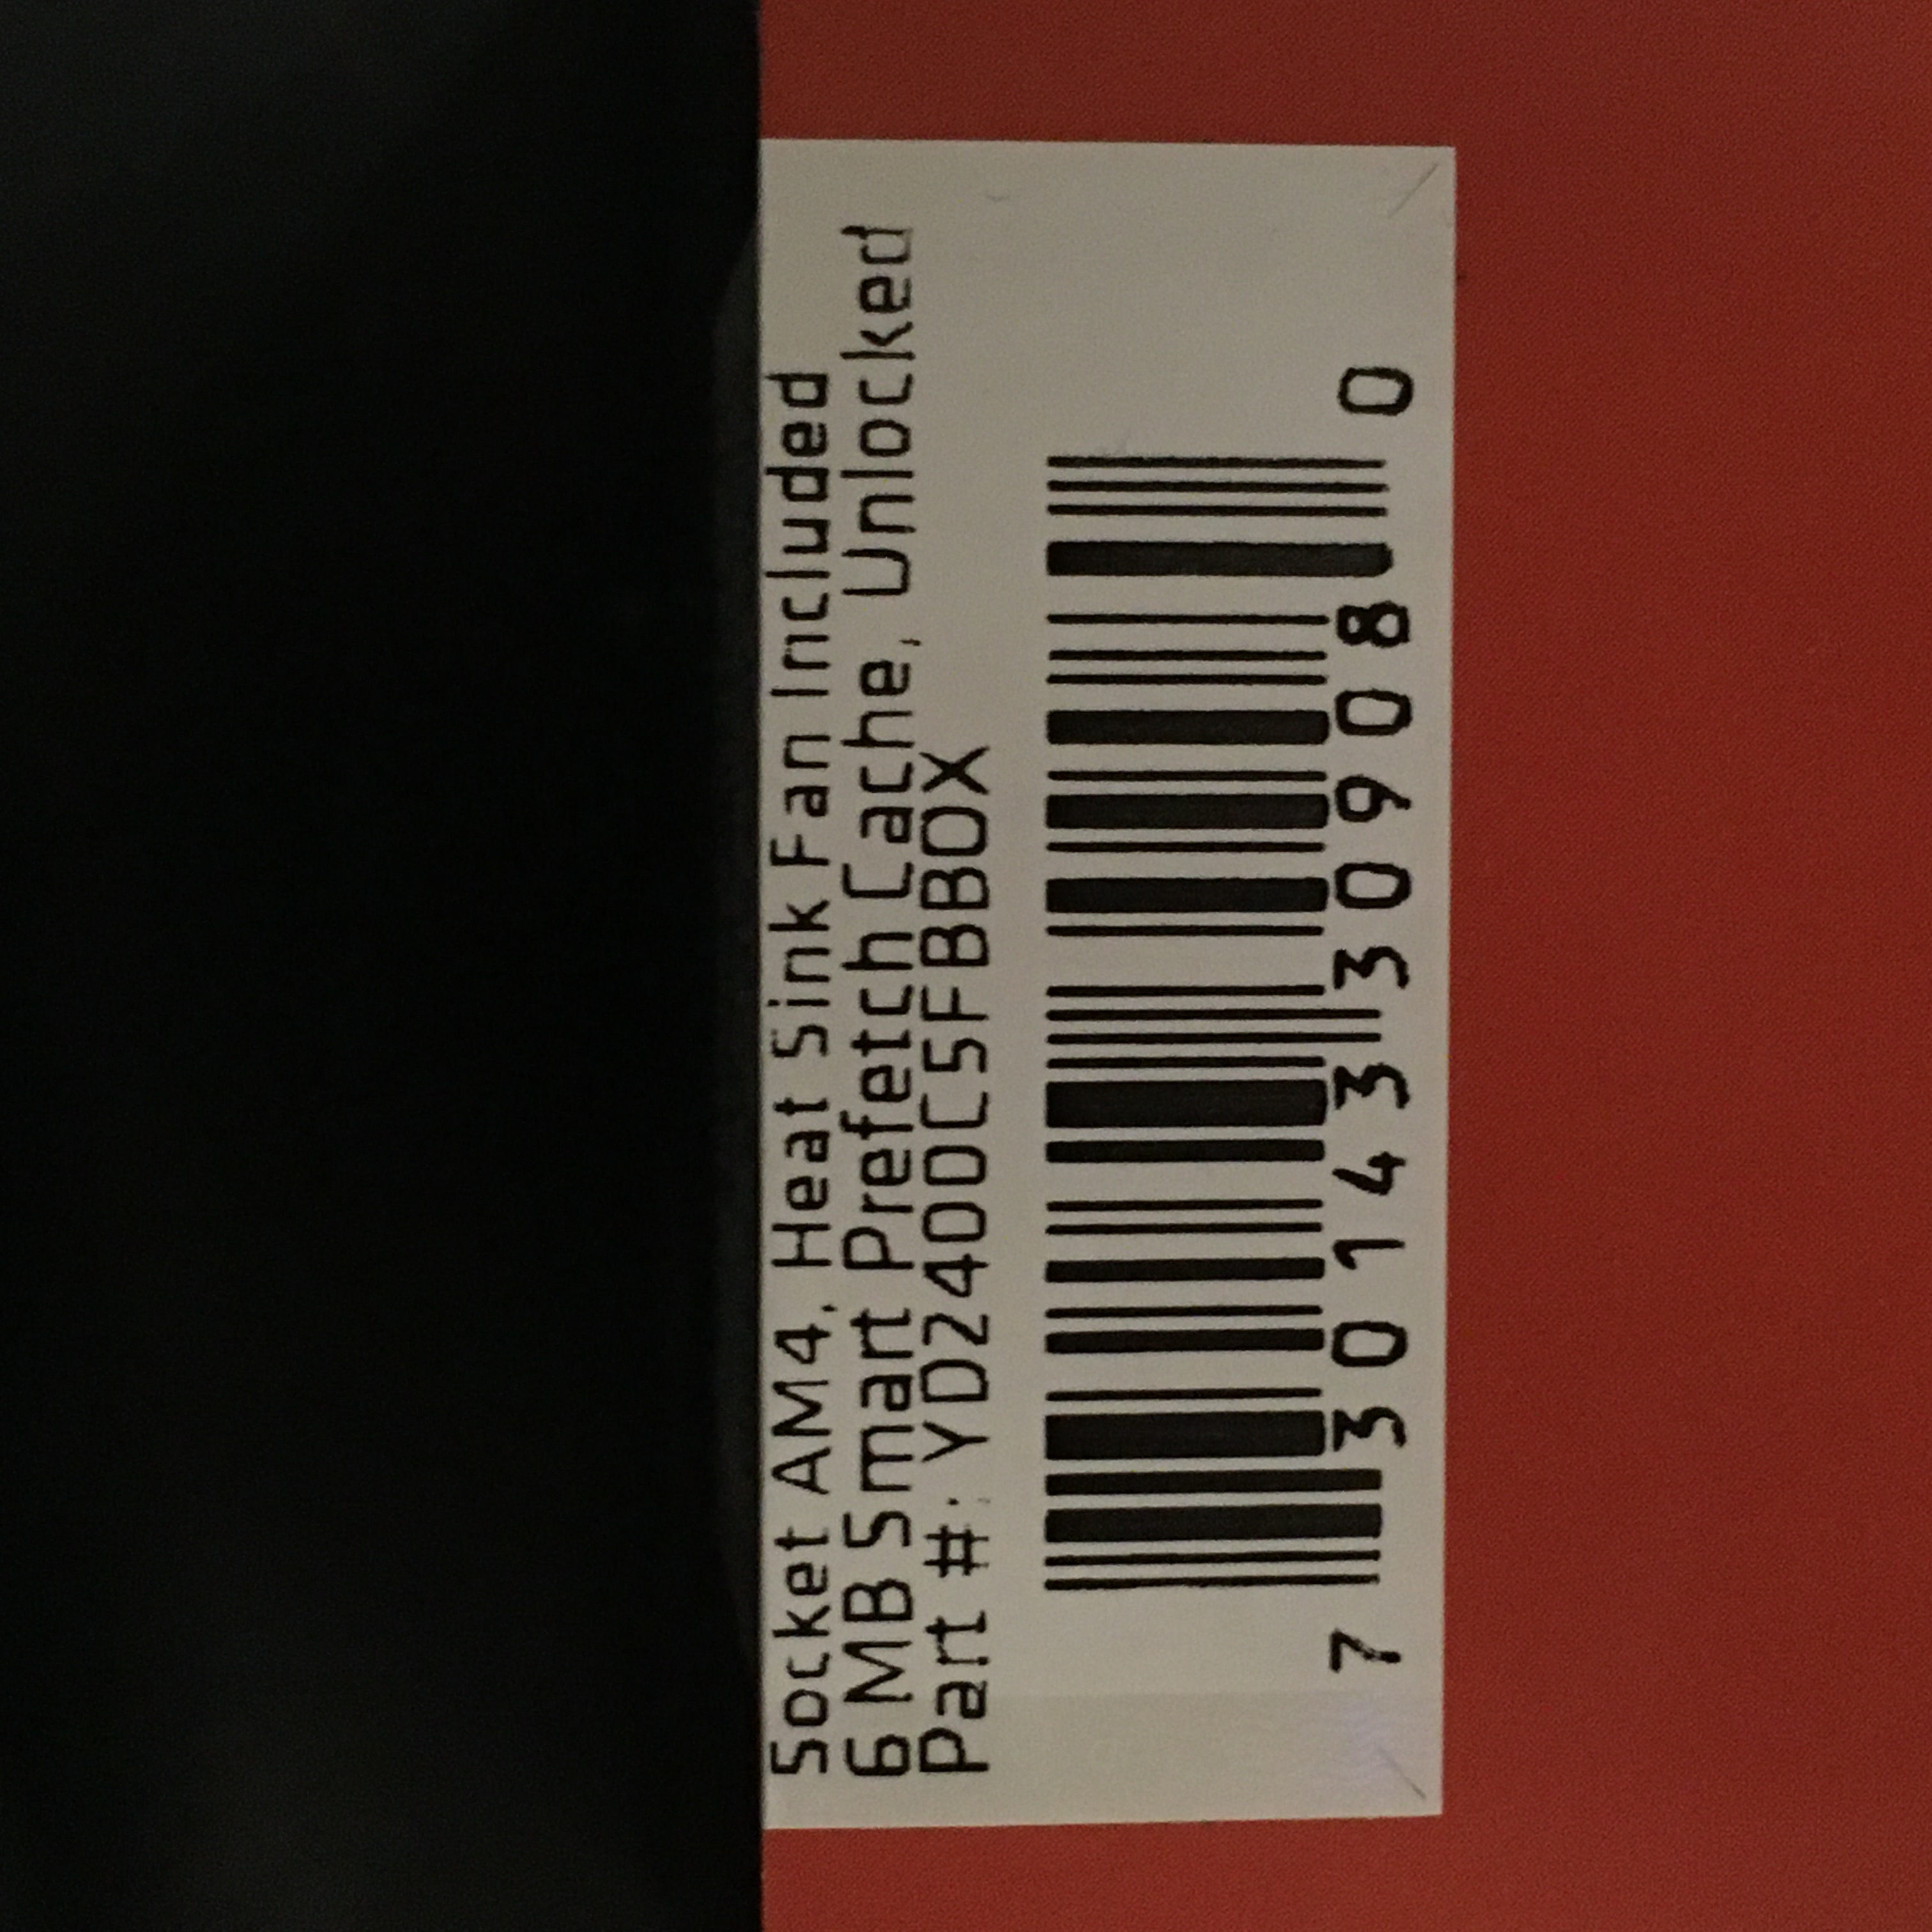 Socket AM4, Heat Sink Fan Included
6 MB Smart Prefetch Cache, Unlocked
Part #: YD2400C5FBBOX
7 30143 30908 0